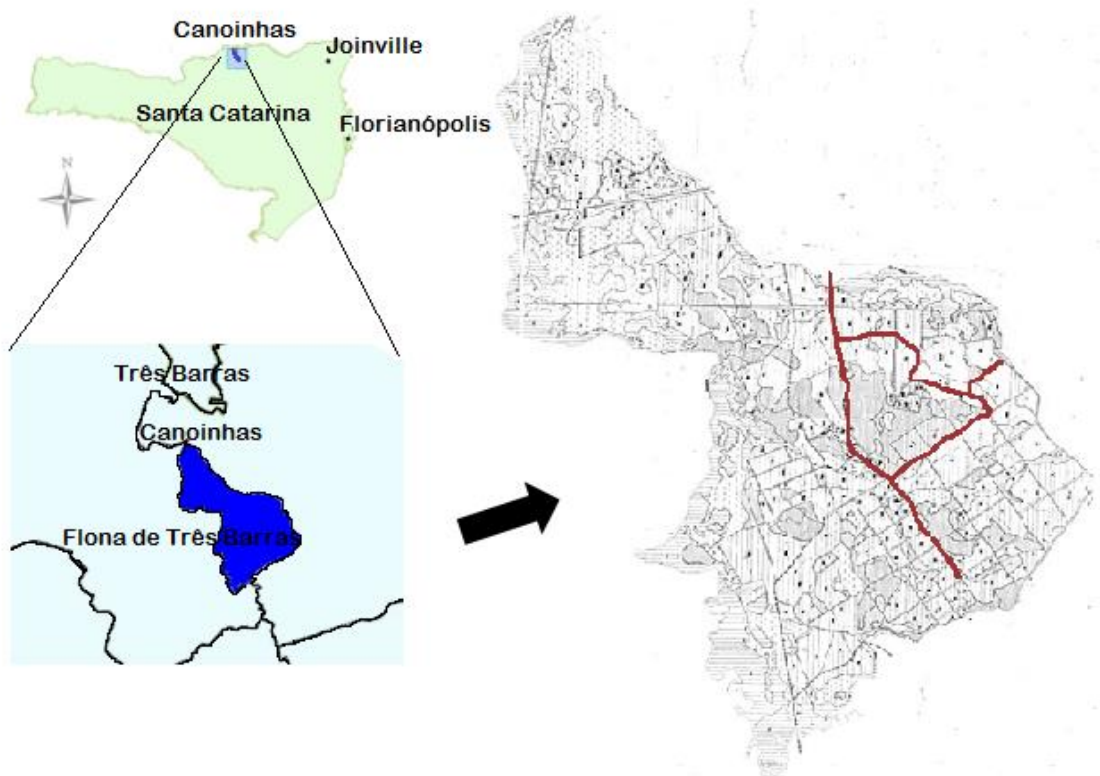 Canoinhas
Joinville
Santa Catarina
Florianópolis
N
Três Barras
Canoinhas
Flona de Três Barras